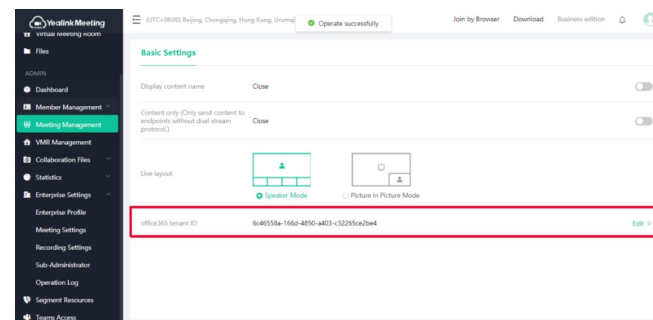 Yealink Meeting
(UTC+08:00) Beijing, Chongqing, Hong Kong, Urumqi
Operate successfully
Join by Browser
Download
Business edition
Virtual Meeting Room
Files
ADMIN
Dashboard
Member Management
Meeting Management
VMR Management
Collaboration Files
Statistics
Enterprise Settings
Enterprise Profile
Meeting Settings
Recording Settings
Sub-Administrator
Operation Log
Segment Resources
Teams Access
Basic Settings
Display content name
Close
Content only (Only send content to
endpoints without dual stream
protocol.)
Close
Live layout
Speaker Mode
Picture in Picture Mode
office365 tenant ID
6c46558a-166d-4850-a403-c32265ce2be4
Edit